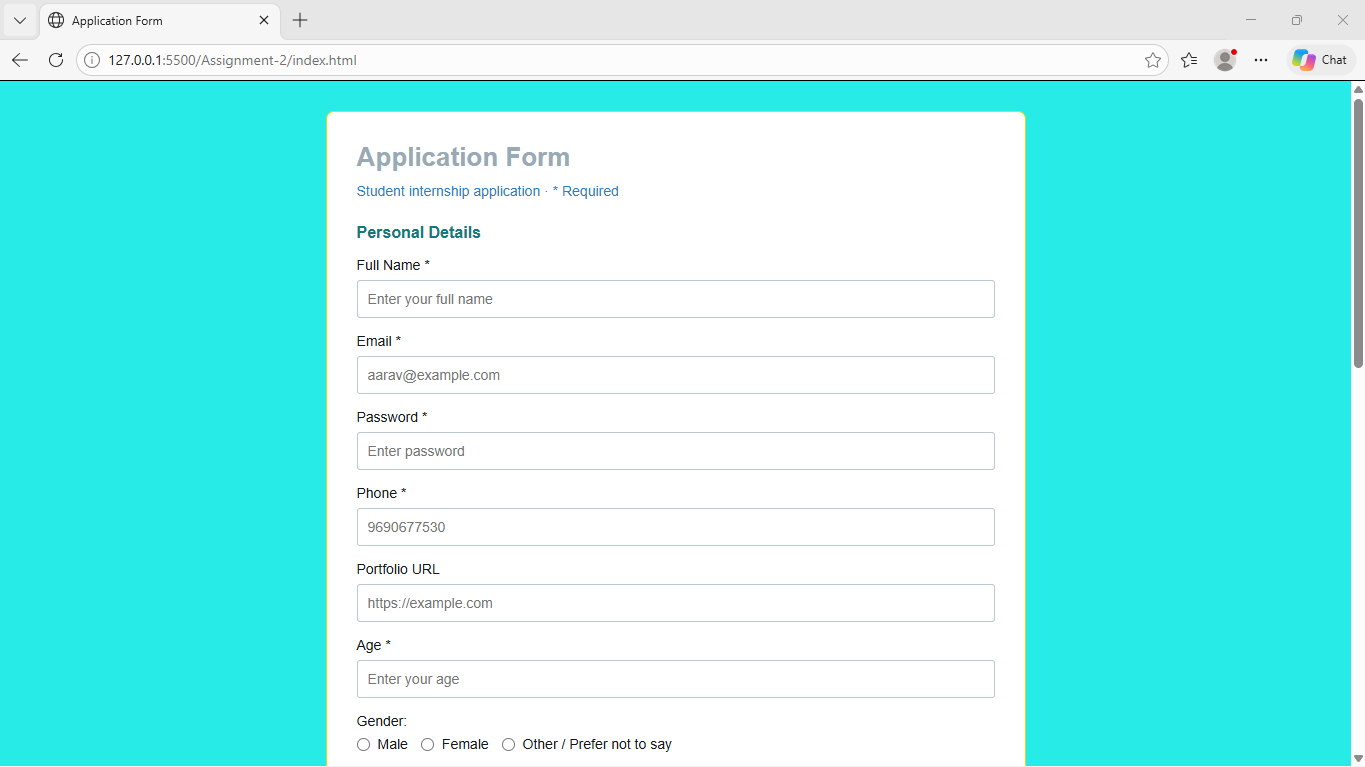 Application Form
127.0.0.1:5500/Assignment-2/index.html
Chat
Application Form
Student internship application · * Required
Personal Details
Full Name *
Enter your full name
Email *
aarav@example.com
Password *
Enter password
Phone *
9690677530
Portfolio URL
https://example.com
Age *
Enter your age
Gender:
Male Female Other / Prefer not to say